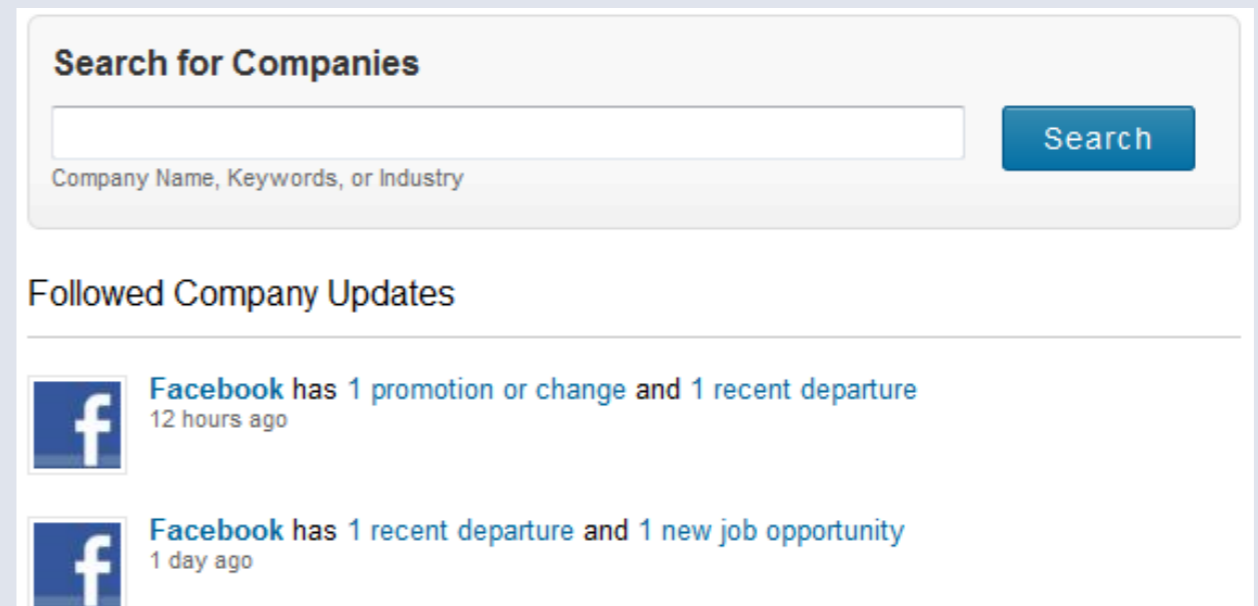 Search for Companies
Search
Company Name, Keywords, or Industry
Followed Company Updates
f
Facebook has 1 promotion or change and 1 recent departure
12 hours ago
f
Facebook has 1 recent departure and 1 new job opportunity
1 day ago